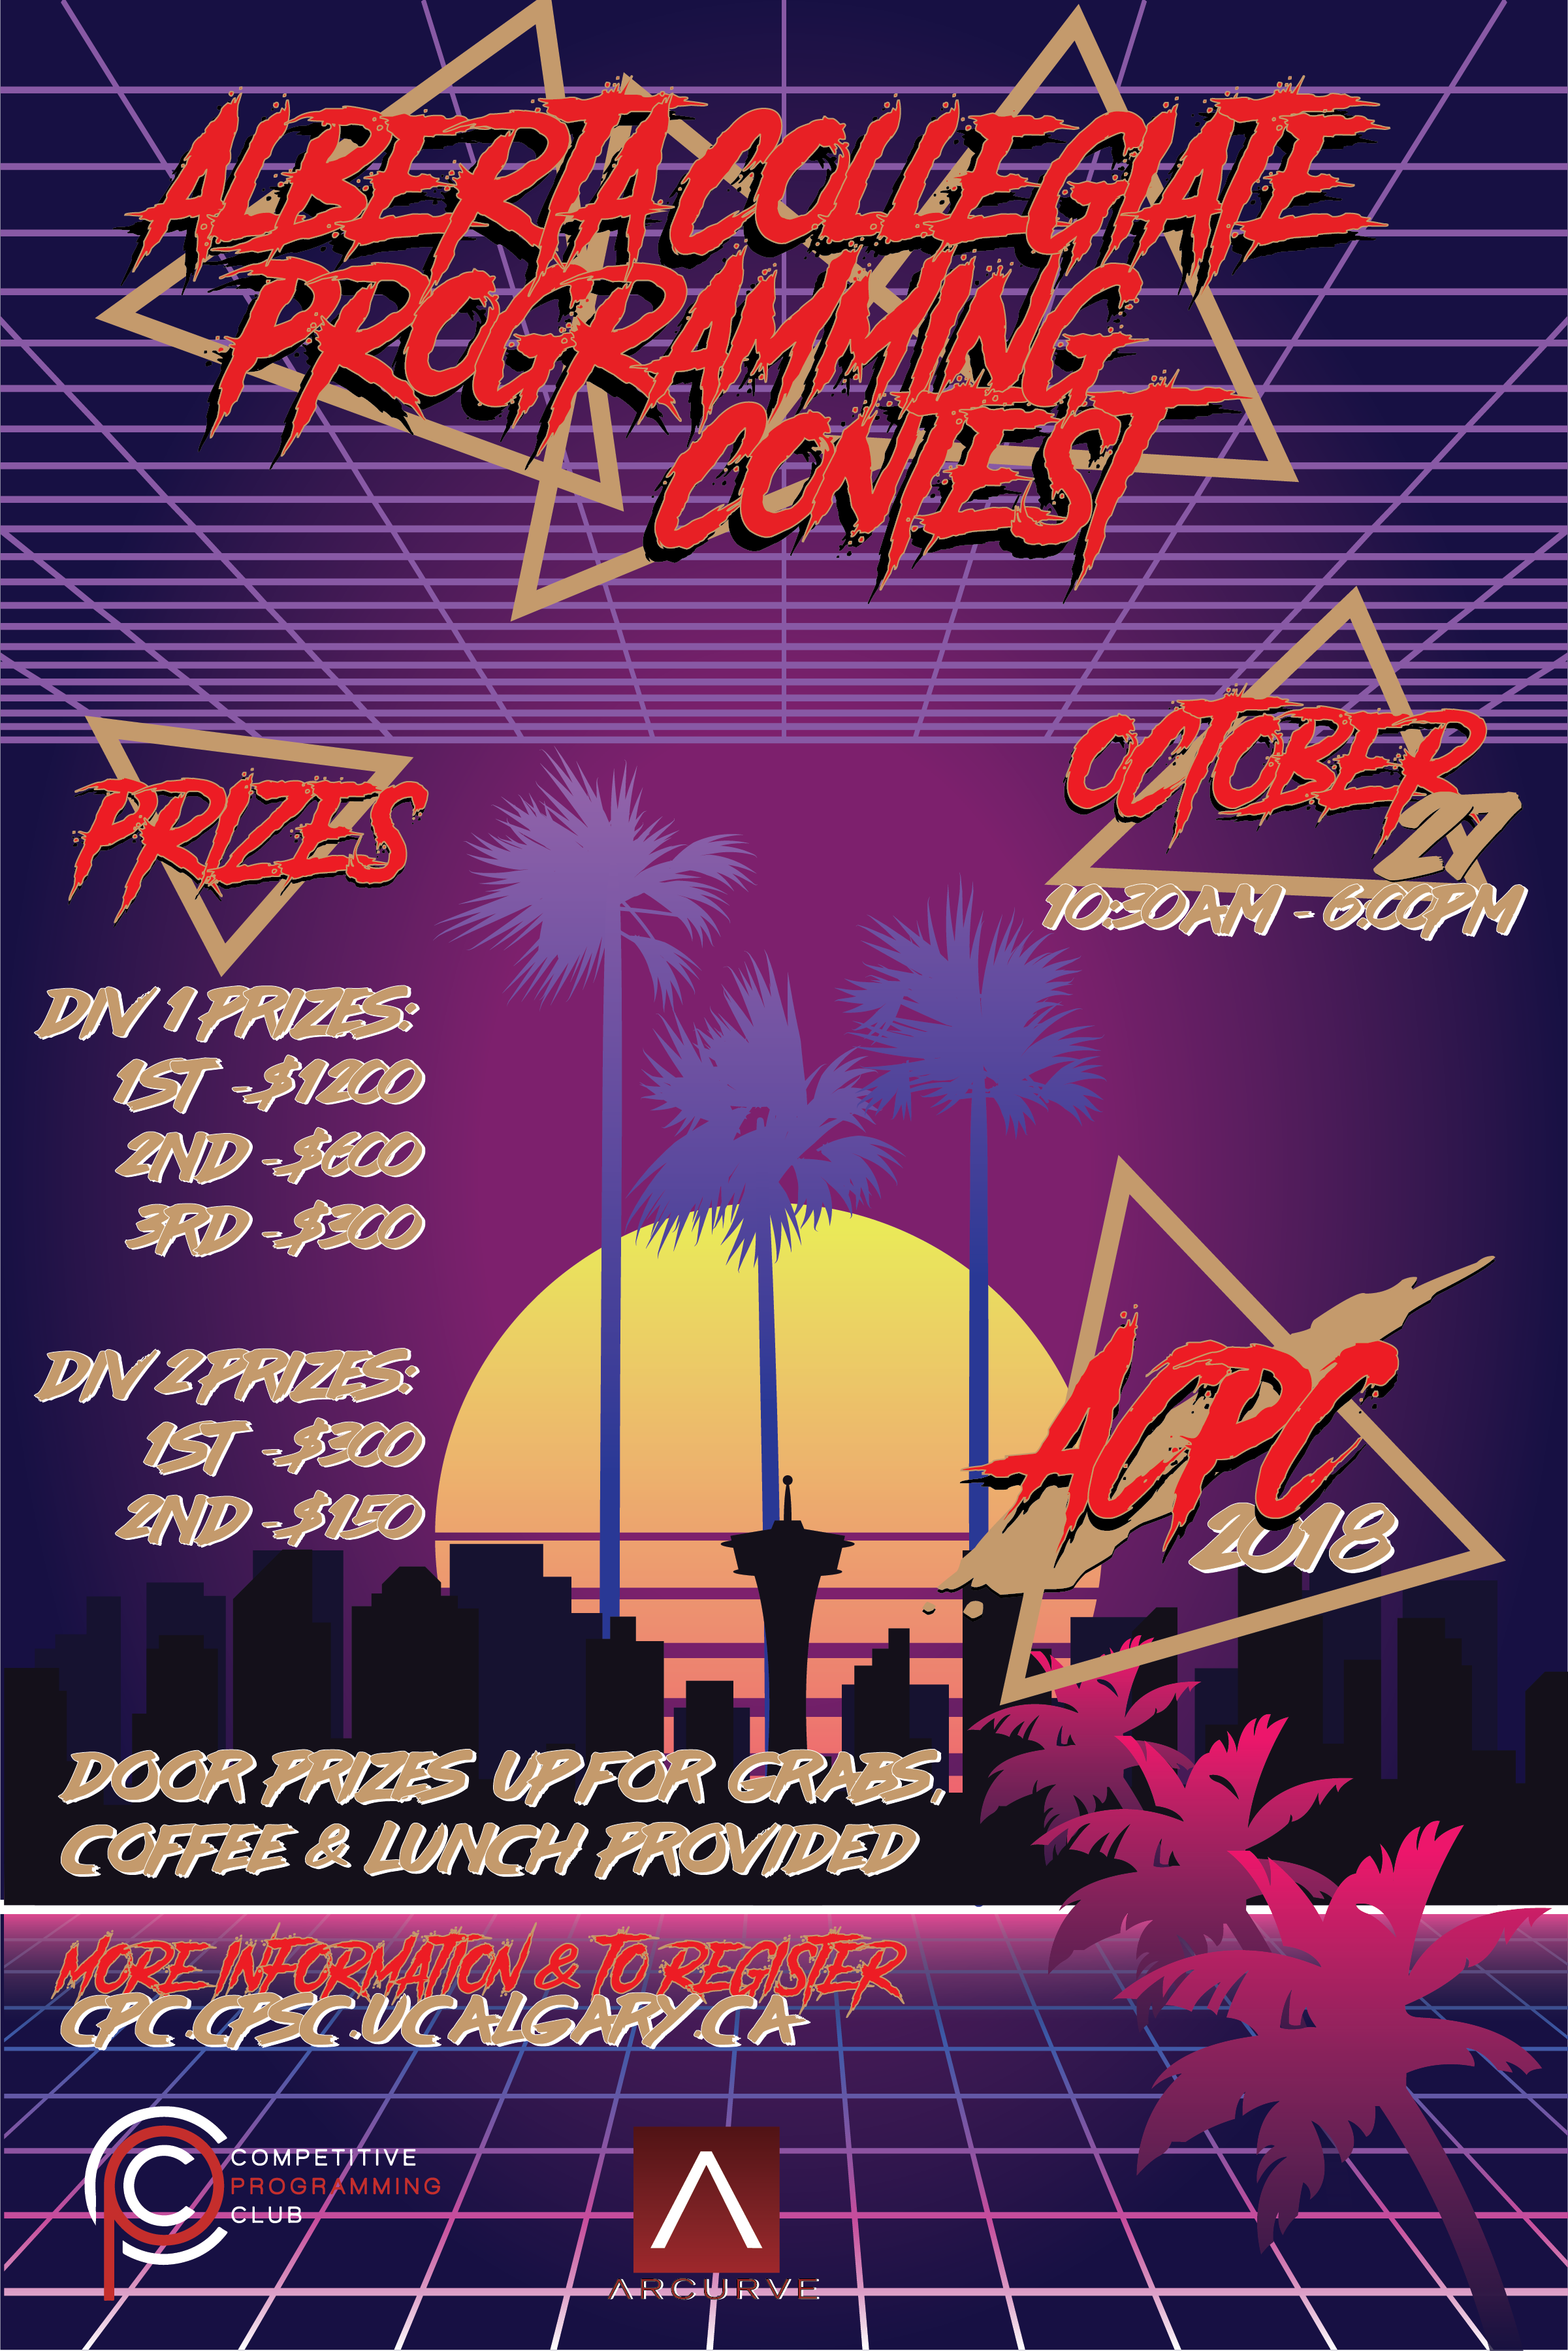 ALBERTA COLLEGIATE
PROGRAMMING
CONTEST
OCTOBER
27
10:30AM - 6:00PM
PRIZES
DIV 1 PRIZES:
1ST - $1200
2ND - $600
3RD - $300
DIV 2 PRIZES:
1ST - $300
2ND - $150
ACPC
2018
DOOR PRIZES UP FOR GRABS,
COFFEE & LUNCH PROVIDED
MORE INFORMATION & TO REGISTER
CPC.CPSC.UCALGARY.CA
COMPETITIVE
PROGRAMMING
CLUB
ARCURVE